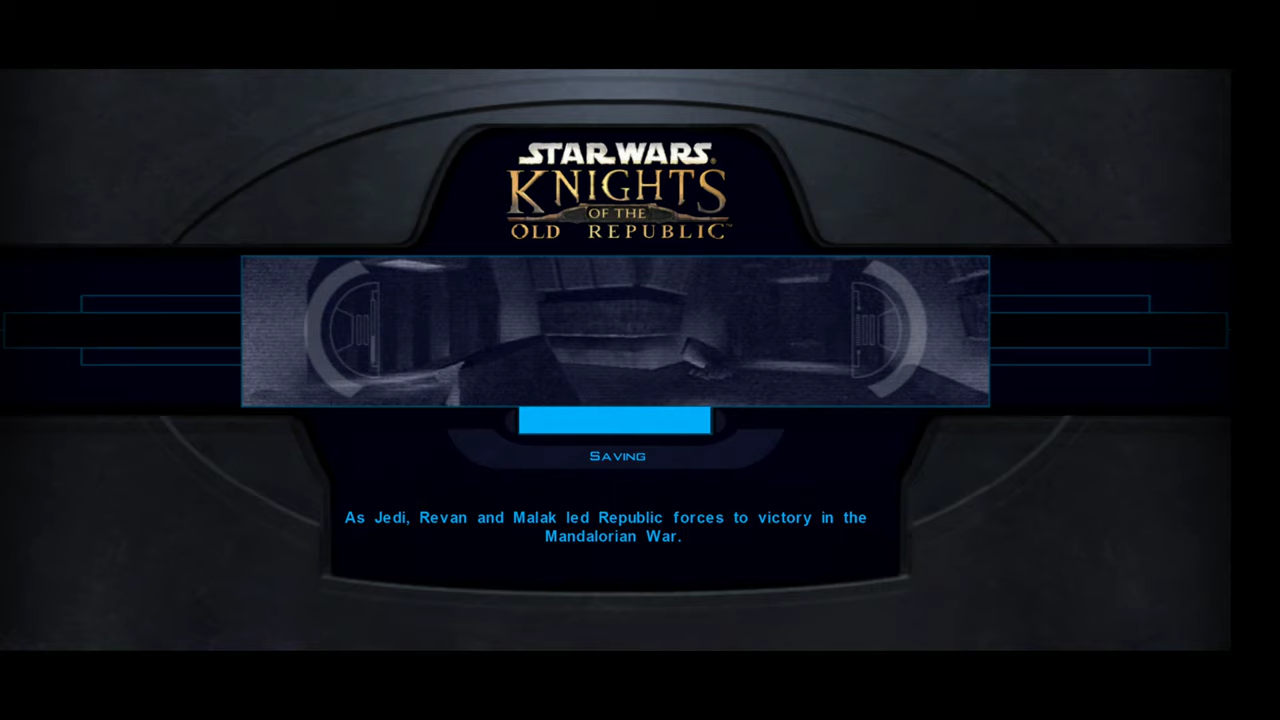 STAR WARS®
KNIGHTS
OF THE
OLD REPUBLIC™
SAVING
As Jedi, Revan and Malak led Republic forces to victory in the
Mandalorian War.